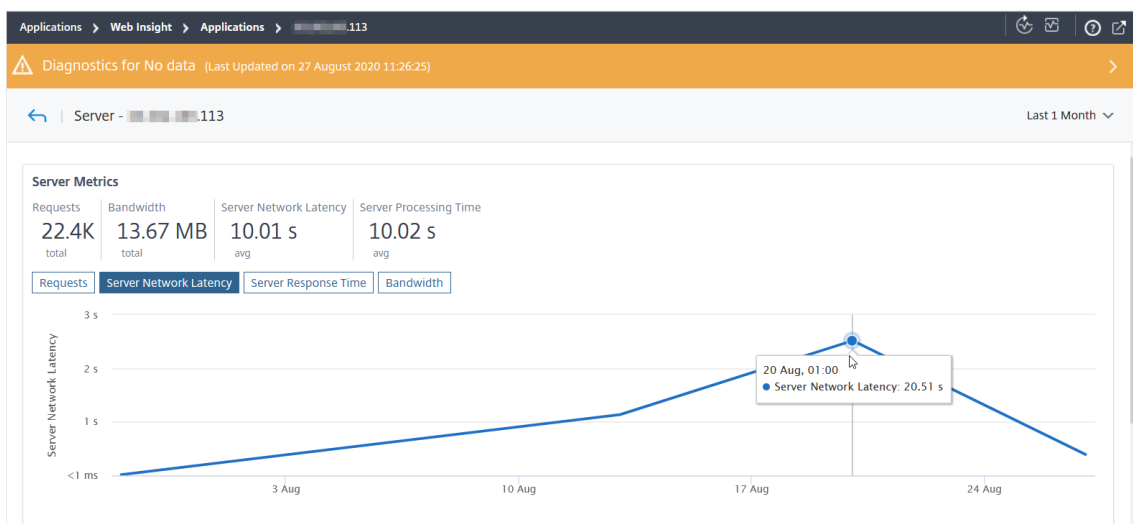 Applications > Web Insight > Applications > .113
Diagnostics for No data (Last Updated on 27 August 2020 11:26:25)
Server - .113
Last 1 Month
Server Metrics
Requests Bandwidth Server Network Latency Server Processing Time
22.4K 13.67 MB 10.01 s 10.02 s
total total avg avg
Requests Server Network Latency Server Response Time Bandwidth
Server Network Latency
3 s
2 s
1 s
<1 ms
20 Aug, 01:00
Server Network Latency: 20.51 s
3 Aug 10 Aug 17 Aug 24 Aug